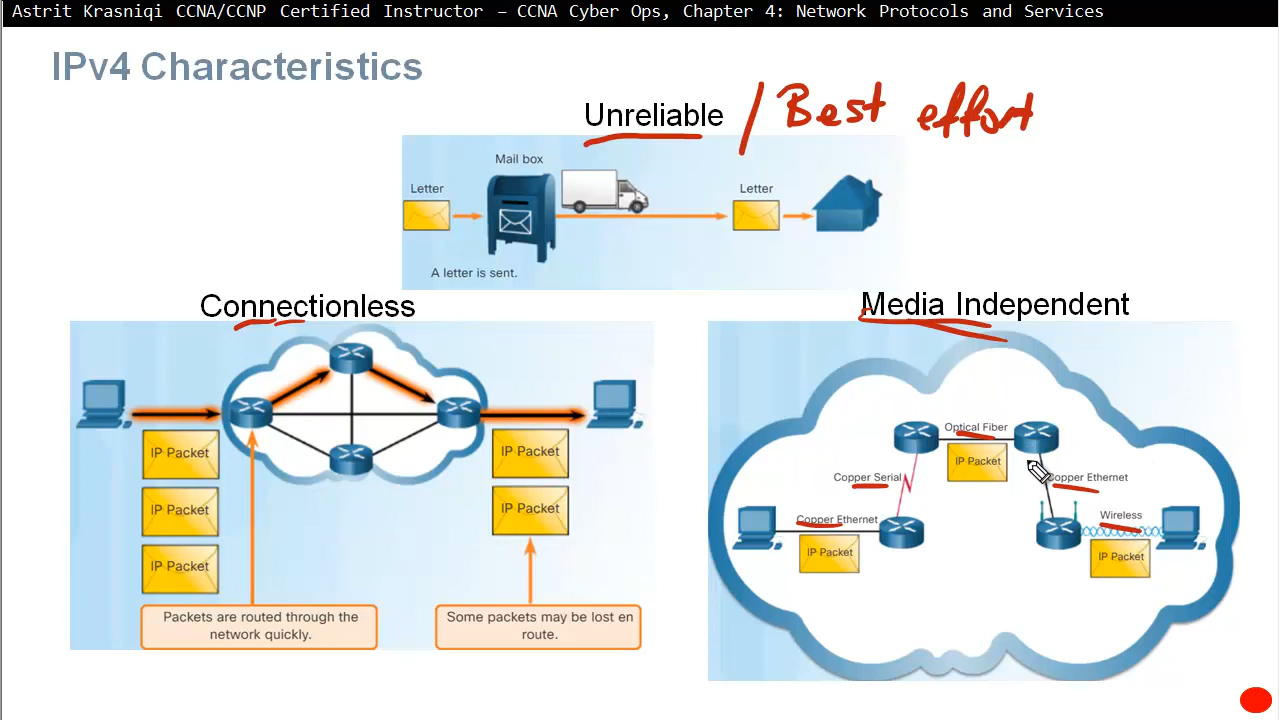 Astrit Krasniqi CCNA/CCNP Certified Instructor – CCNA Cyber Ops, Chapter 4: Network Protocols and Services
IPv4 Characteristics
Unreliable / Best effort
Mail box
Letter
Letter
A letter is sent.
Connectionless
IP Packet
IP Packet
IP Packet
IP Packet
IP Packet
Packets are routed through the
network quickly.
Some packets may be lost en
route.
Media Independent
Optical Fiber
IP Packet
Copper Serial
Copper Ethernet
Copper Ethernet
Wireless
IP Packet
IP Packet